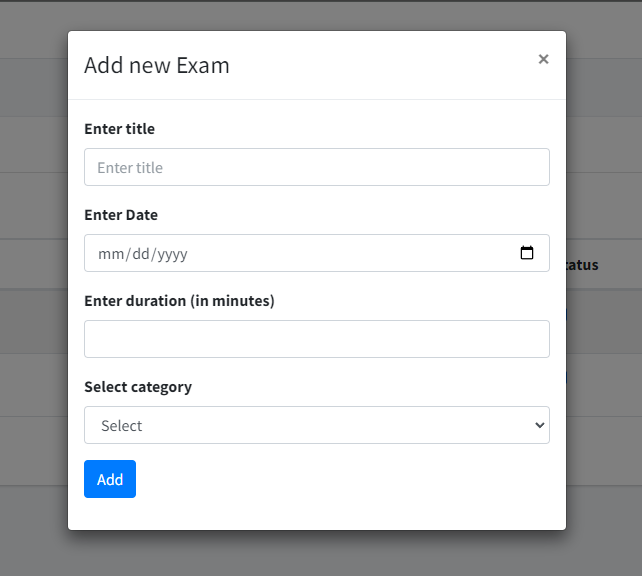 Add new Exam
×
Enter title
Enter title
Enter Date
mm/dd/yyyy
Enter duration (in minutes)
Select category
Select
Add